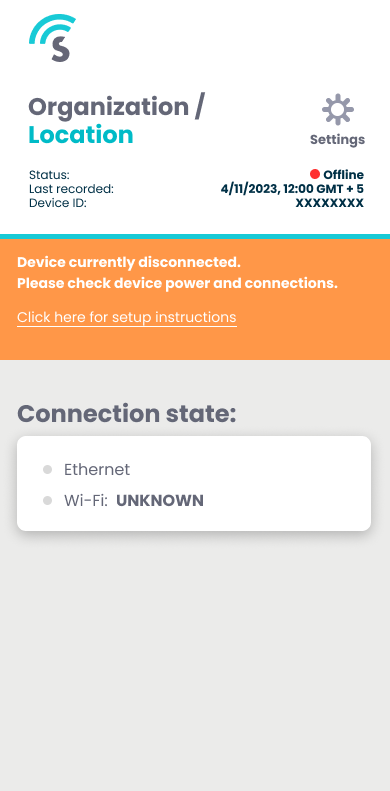 S
Organization /
Location
Settings
Status: Offline
Last recorded: 4/11/2023, 12:00 GMT + 5
Device ID: XXXXXXXX
Device currently disconnected.
Please check device power and connections.
Click here for setup instructions
Connection state:
Ethernet
Wi-Fi: UNKNOWN